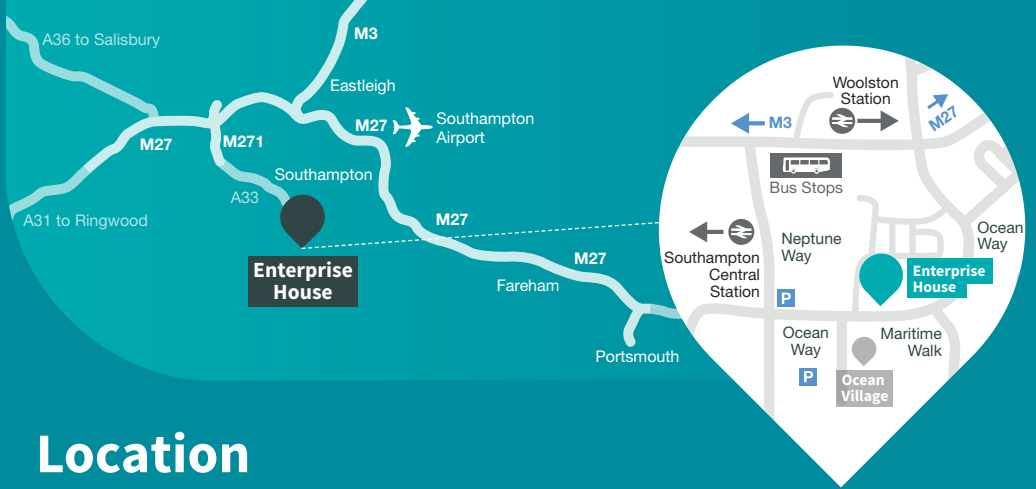 A36 to Salisbury
M3
Eastleigh
M27
Southampton
Airport
M27
M271
Southampton
A33
A31 to Ringwood
M27
Enterprise
House
M27
Fareham
Portsmouth
Woolston
Station
M3
M27
Bus Stops
Ocean
Way
Neptune
Way
Southampton
Central
Station
Enterprise
House
P
Ocean
Way
Maritime
Walk
P
Ocean
Village
Location